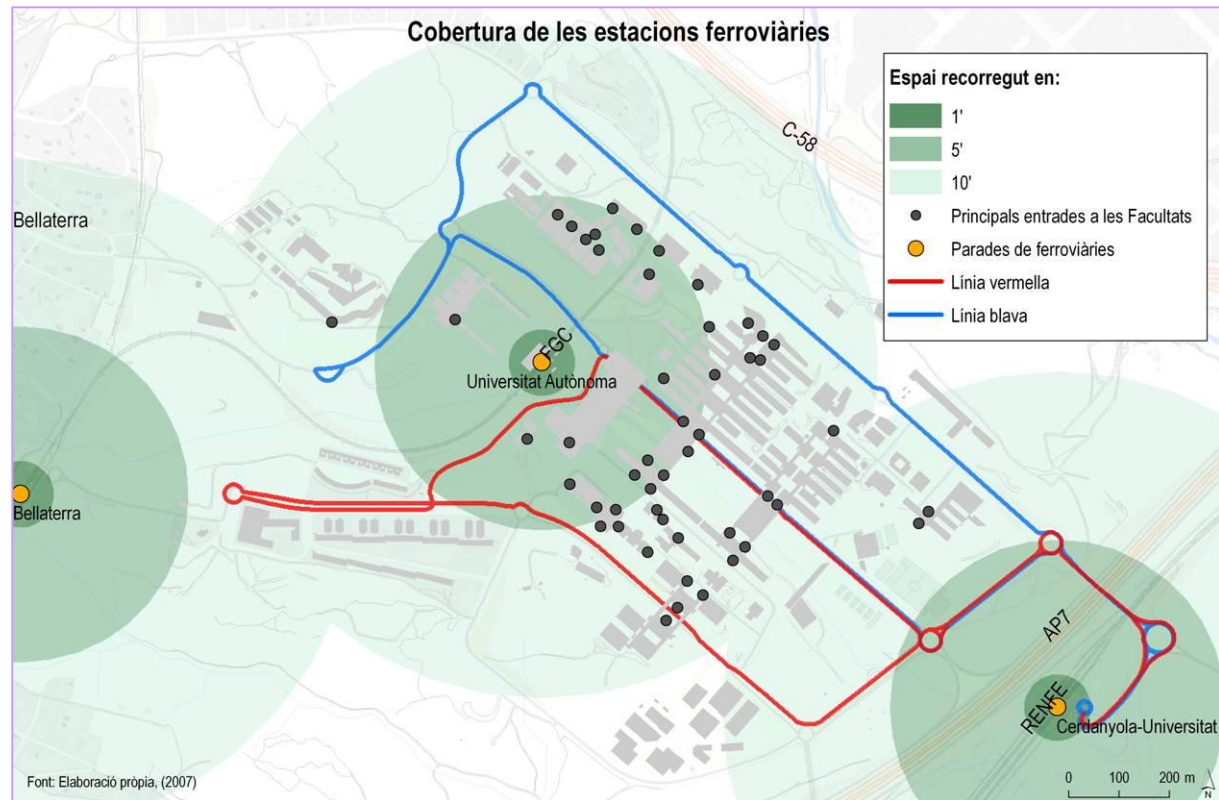 Cobertura de les estacions ferroviàries
Espai recorregut en:
1'
5'
10'
Principals entrades a les Facultats
Parades de ferroviàries
Línia vermella
Línia blava
C-58
Bellaterra
FGC
Universitat Autònoma
Bellaterra
AP7
RENFE
Cerdanyola-Universitat
Font: Elaboració pròpia, (2007)
0 100 200 m
N